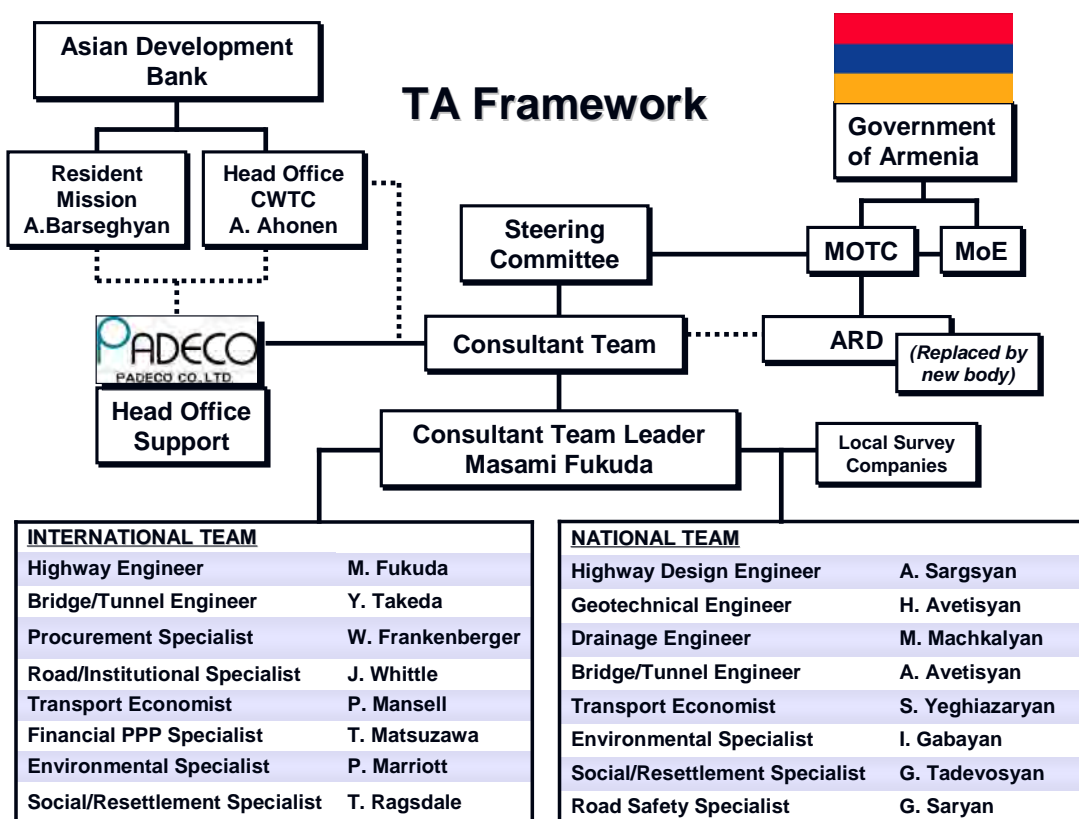 Asian Development
Bank
TA Framework
Government
of Armenia
Resident
Mission
A.Barseghyan
Head Office
CWTC
A. Ahonen
Steering
Committee
MOTC
MoE
PADECO
PADECO CO.LTD.
Consultant Team
ARD
(Replaced by
new body)
Head Office
Support
Consultant Team Leader
Masami Fukuda
Local Survey
Companies
INTERNATIONAL TEAM
Highway Engineer M. Fukuda
Bridge/Tunnel Engineer Y. Takeda
Procurement Specialist W. Frankenberger
Road/Institutional Specialist J. Whittle
Transport Economist P. Mansell
Financial PPP Specialist T. Matsuzawa
Environmental Specialist P. Marriott
Social/Resettlement Specialist T. Ragsdale
NATIONAL TEAM
Highway Design Engineer A. Sargsyan
Geotechnical Engineer H. Avetisyan
Drainage Engineer M. Machkalyan
Bridge/Tunnel Engineer A. Avetisyan
Transport Economist S. Yeghiazaryan
Environmental Specialist I. Gabayan
Social/Resettlement Specialist G. Tadevosyan
Road Safety Specialist G. Saryan